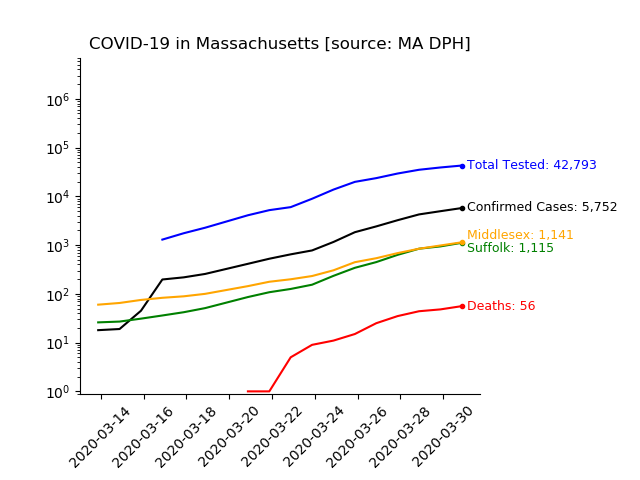 COVID-19 in Massachusetts [source: MA DPH]
10^6
10^5
10^4
10^3
10^2
10^1
10^0
Total Tested: 42,793
Confirmed Cases: 5,752
Middlesex: 1,141
Suffolk: 1,115
Deaths: 56
2020-03-14
2020-03-16
2020-03-18
2020-03-20
2020-03-22
2020-03-24
2020-03-26
2020-03-28
2020-03-30